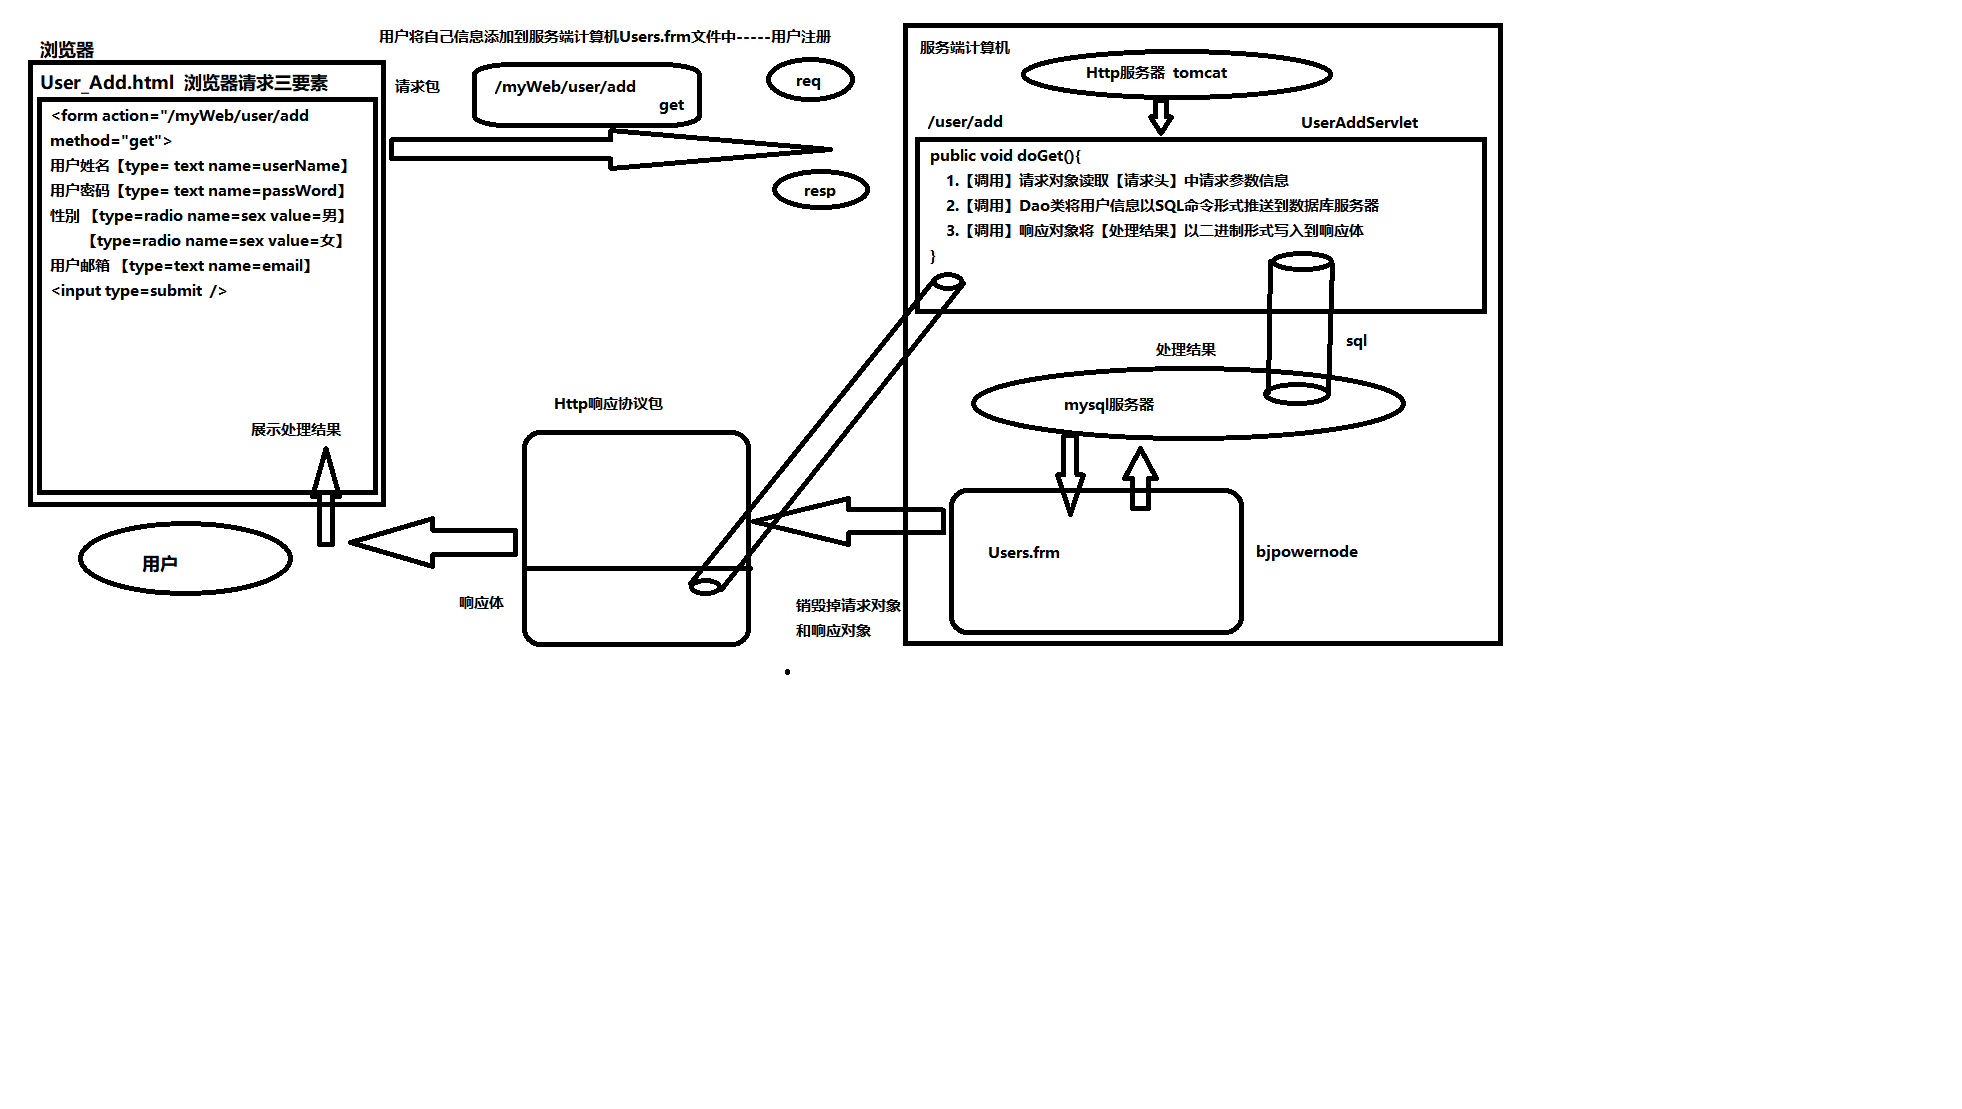 用户将自己信息添加到服务端计算机Users.frm文件中-----用户注册
浏览器
User_Add.html 浏览器请求三要素
<form action="/myWeb/user/add
method="get">
用户姓名【type= text name=userName】
用户密码【type= text name=passWord】
性别 【type=radio name=sex value=男】
【type=radio name=sex value=女】
用户邮箱 【type=text name=email】
<input type=submit />
展示处理结果
用户
请求包
/myWeb/user/add
get
req
resp
服务端计算机
Http服务器 tomcat
/user/add
UserAddServlet
public void doGet(){
1.【调用】请求对象读取【请求头】中请求参数信息
2.【调用】Dao类将用户信息以SQL命令形式推送到数据库服务器
3.【调用】响应对象将【处理结果】以二进制形式写入到响应体
}
sql
处理结果
mysql服务器
Users.frm
bjpowernode
Http响应协议包
响应体
销毁掉请求对象
和响应对象